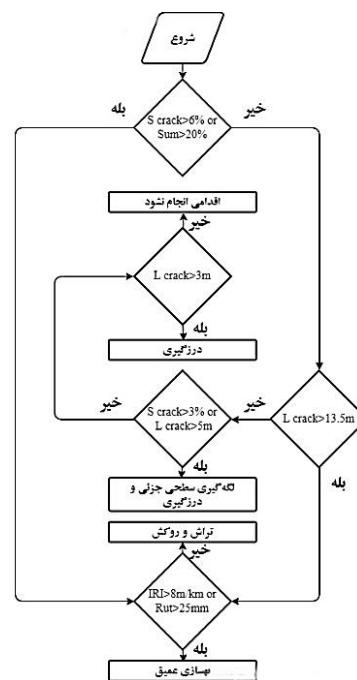 شروع
S crack>6% or
Sum>20%
بله
خیر
اقدامی انجام نشود
خیر
L crack>3m
بله
درزگیری
S crack>3% or
L crack>5m
خیر
خیر
L crack>13.5m
بله
لکه‌گیری سطحی جزئی و
درزگیری
بله
تراش و روکش
خیر
IRI>8m/km or
Rut>25mm
بله
بهسازی عمیق